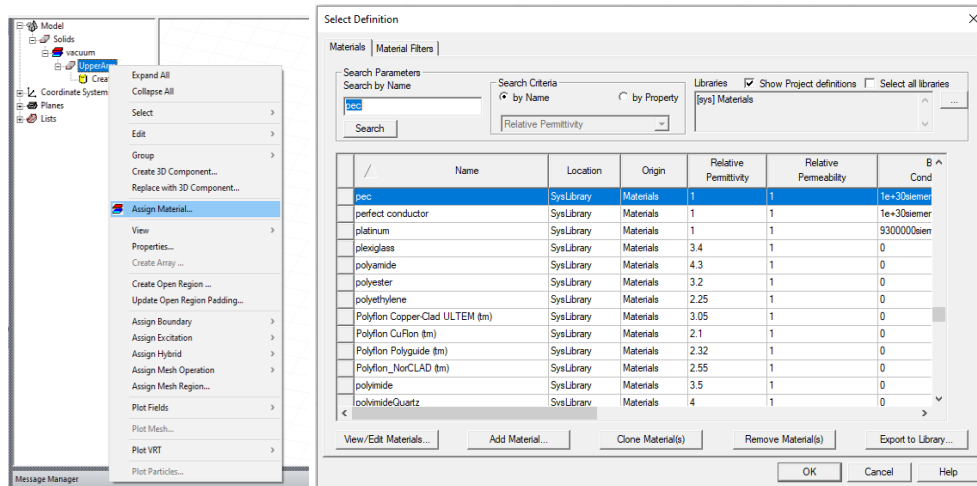 Model
Solids
vacuum
UpperArm
Crea
Coordinate System
Planes
Lists
Expand All
Collapse All
Select
Edit
Group
Create 3D Component...
Replace with 3D Component...
Assign Material...
View
Properties...
Create Array ...
Create Open Region ...
Update Open Region Padding...
Assign Boundary
Assign Excitation
Assign Hybrid
Assign Mesh Operation
Assign Mesh Region...
Plot Fields
Plot Mesh...
Plot VRT
Plot Particles...
Message Manager
Select Definition
Materials Material Filters
Search Parameters
Search by Name
pec
Search
Search Criteria
by Name by Property
Relative Permittivity
Libraries Show Project definitions Select all libraries
[sys] Materials
...
/ Name Location Origin Relative Permittivity Relative Permeability B Cond
pec SysLibrary Materials 1 1 1e+30siemer
perfect conductor SysLibrary Materials 1 1 1e+30siemer
platinum SysLibrary Materials 1 1 9300000siem
plexiglass SysLibrary Materials 3.4 1 0
polyamide SysLibrary Materials 4.3 1 0
polyester SysLibrary Materials 3.2 1 0
polyethylene SysLibrary Materials 2.25 1 0
Polyflon Copper-Clad ULTEM (tm) SysLibrary Materials 3.05 1 0
Polyflon CuFlon (tm) SysLibrary Materials 2.1 1 0
Polyflon Polyguide (tm) SysLibrary Materials 2.32 1 0
Polyflon_NorCLAD (tm) SysLibrary Materials 2.55 1 0
polyimide SysLibrary Materials 3.5 1 0
polyimideQuartz SysLibrary Materials 4 1 0
View/Edit Materials... Add Material... Clone Material(s) Remove Material(s) Export to Library...
OK Cancel Help